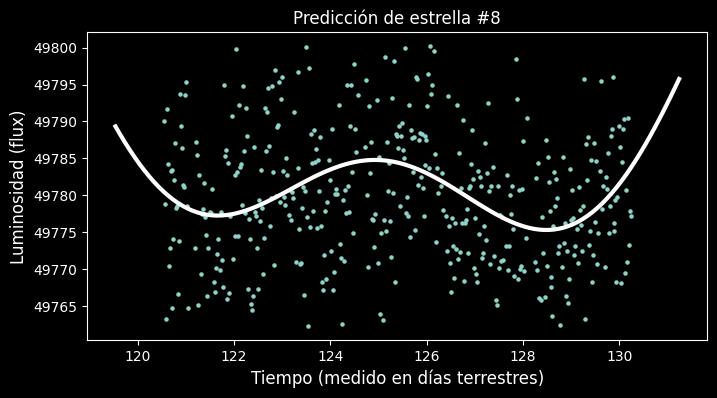 Predicción de estrella #8
Luminosidad (flux)
49800
49795
49790
49785
49780
49775
49770
49765
120 122 124 126 128 130
Tiempo (medido en días terrestres)